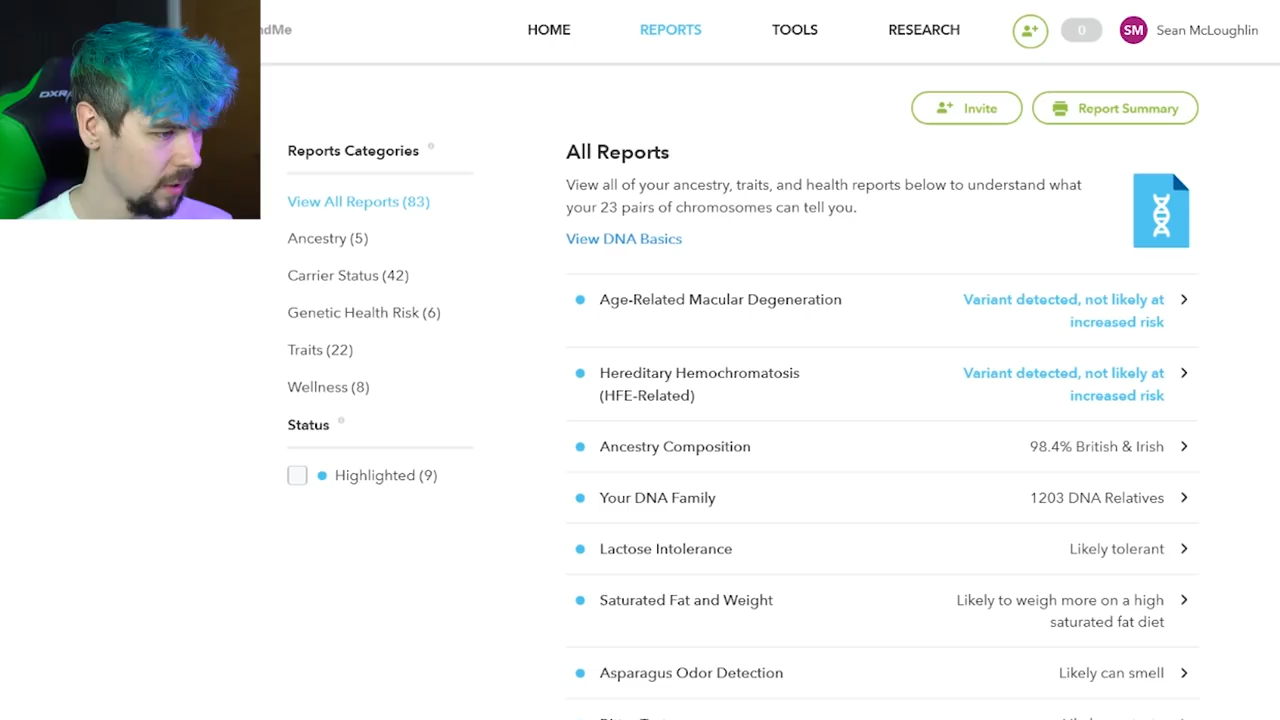 DXR
ndMe
HOME
REPORTS
TOOLS
RESEARCH
0
SM
Sean McLoughlin
Invite
Report Summary
Reports Categories
View All Reports (83)
Ancestry (5)
Carrier Status (42)
Genetic Health Risk (6)
Traits (22)
Wellness (8)
Status
Highlighted (9)
All Reports
View all of your ancestry, traits, and health reports below to understand what
your 23 pairs of chromosomes can tell you.
View DNA Basics
Age-Related Macular Degeneration
Variant detected, not likely at
increased risk
Hereditary Hemochromatosis
(HFE-Related)
Variant detected, not likely at
increased risk
Ancestry Composition
98.4% British & Irish
Your DNA Family
1203 DNA Relatives
Lactose Intolerance
Likely tolerant
Saturated Fat and Weight
Likely to weigh more on a high
saturated fat diet
Asparagus Odor Detection
Likely can smell